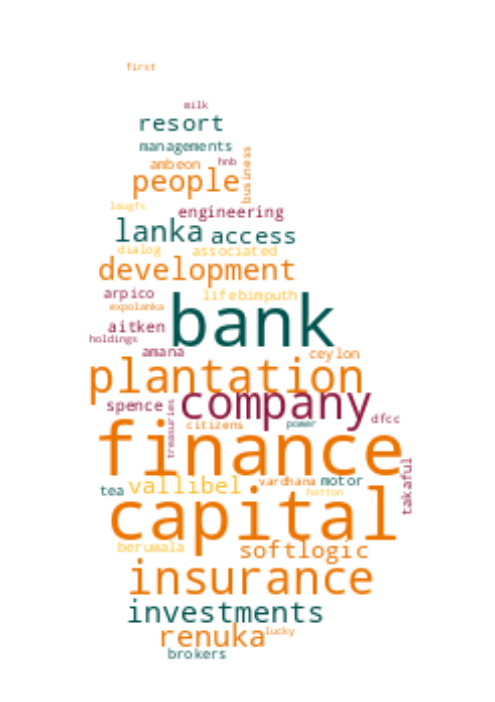 first
milk
resort
managements
ambeon hnb
business
people
laugfs
engineering
lanka access
dialog associated
development
arpico lifebimputh
expolanka
bank
aitken
holdings
amana ceylon
plantation
company
spence
treasuries
citizens power dfcc
finance
takaful
vardhana motor
tea vallibel hatton
capital
berumala softlogic
insurance
investments
renuka lucky
brokers